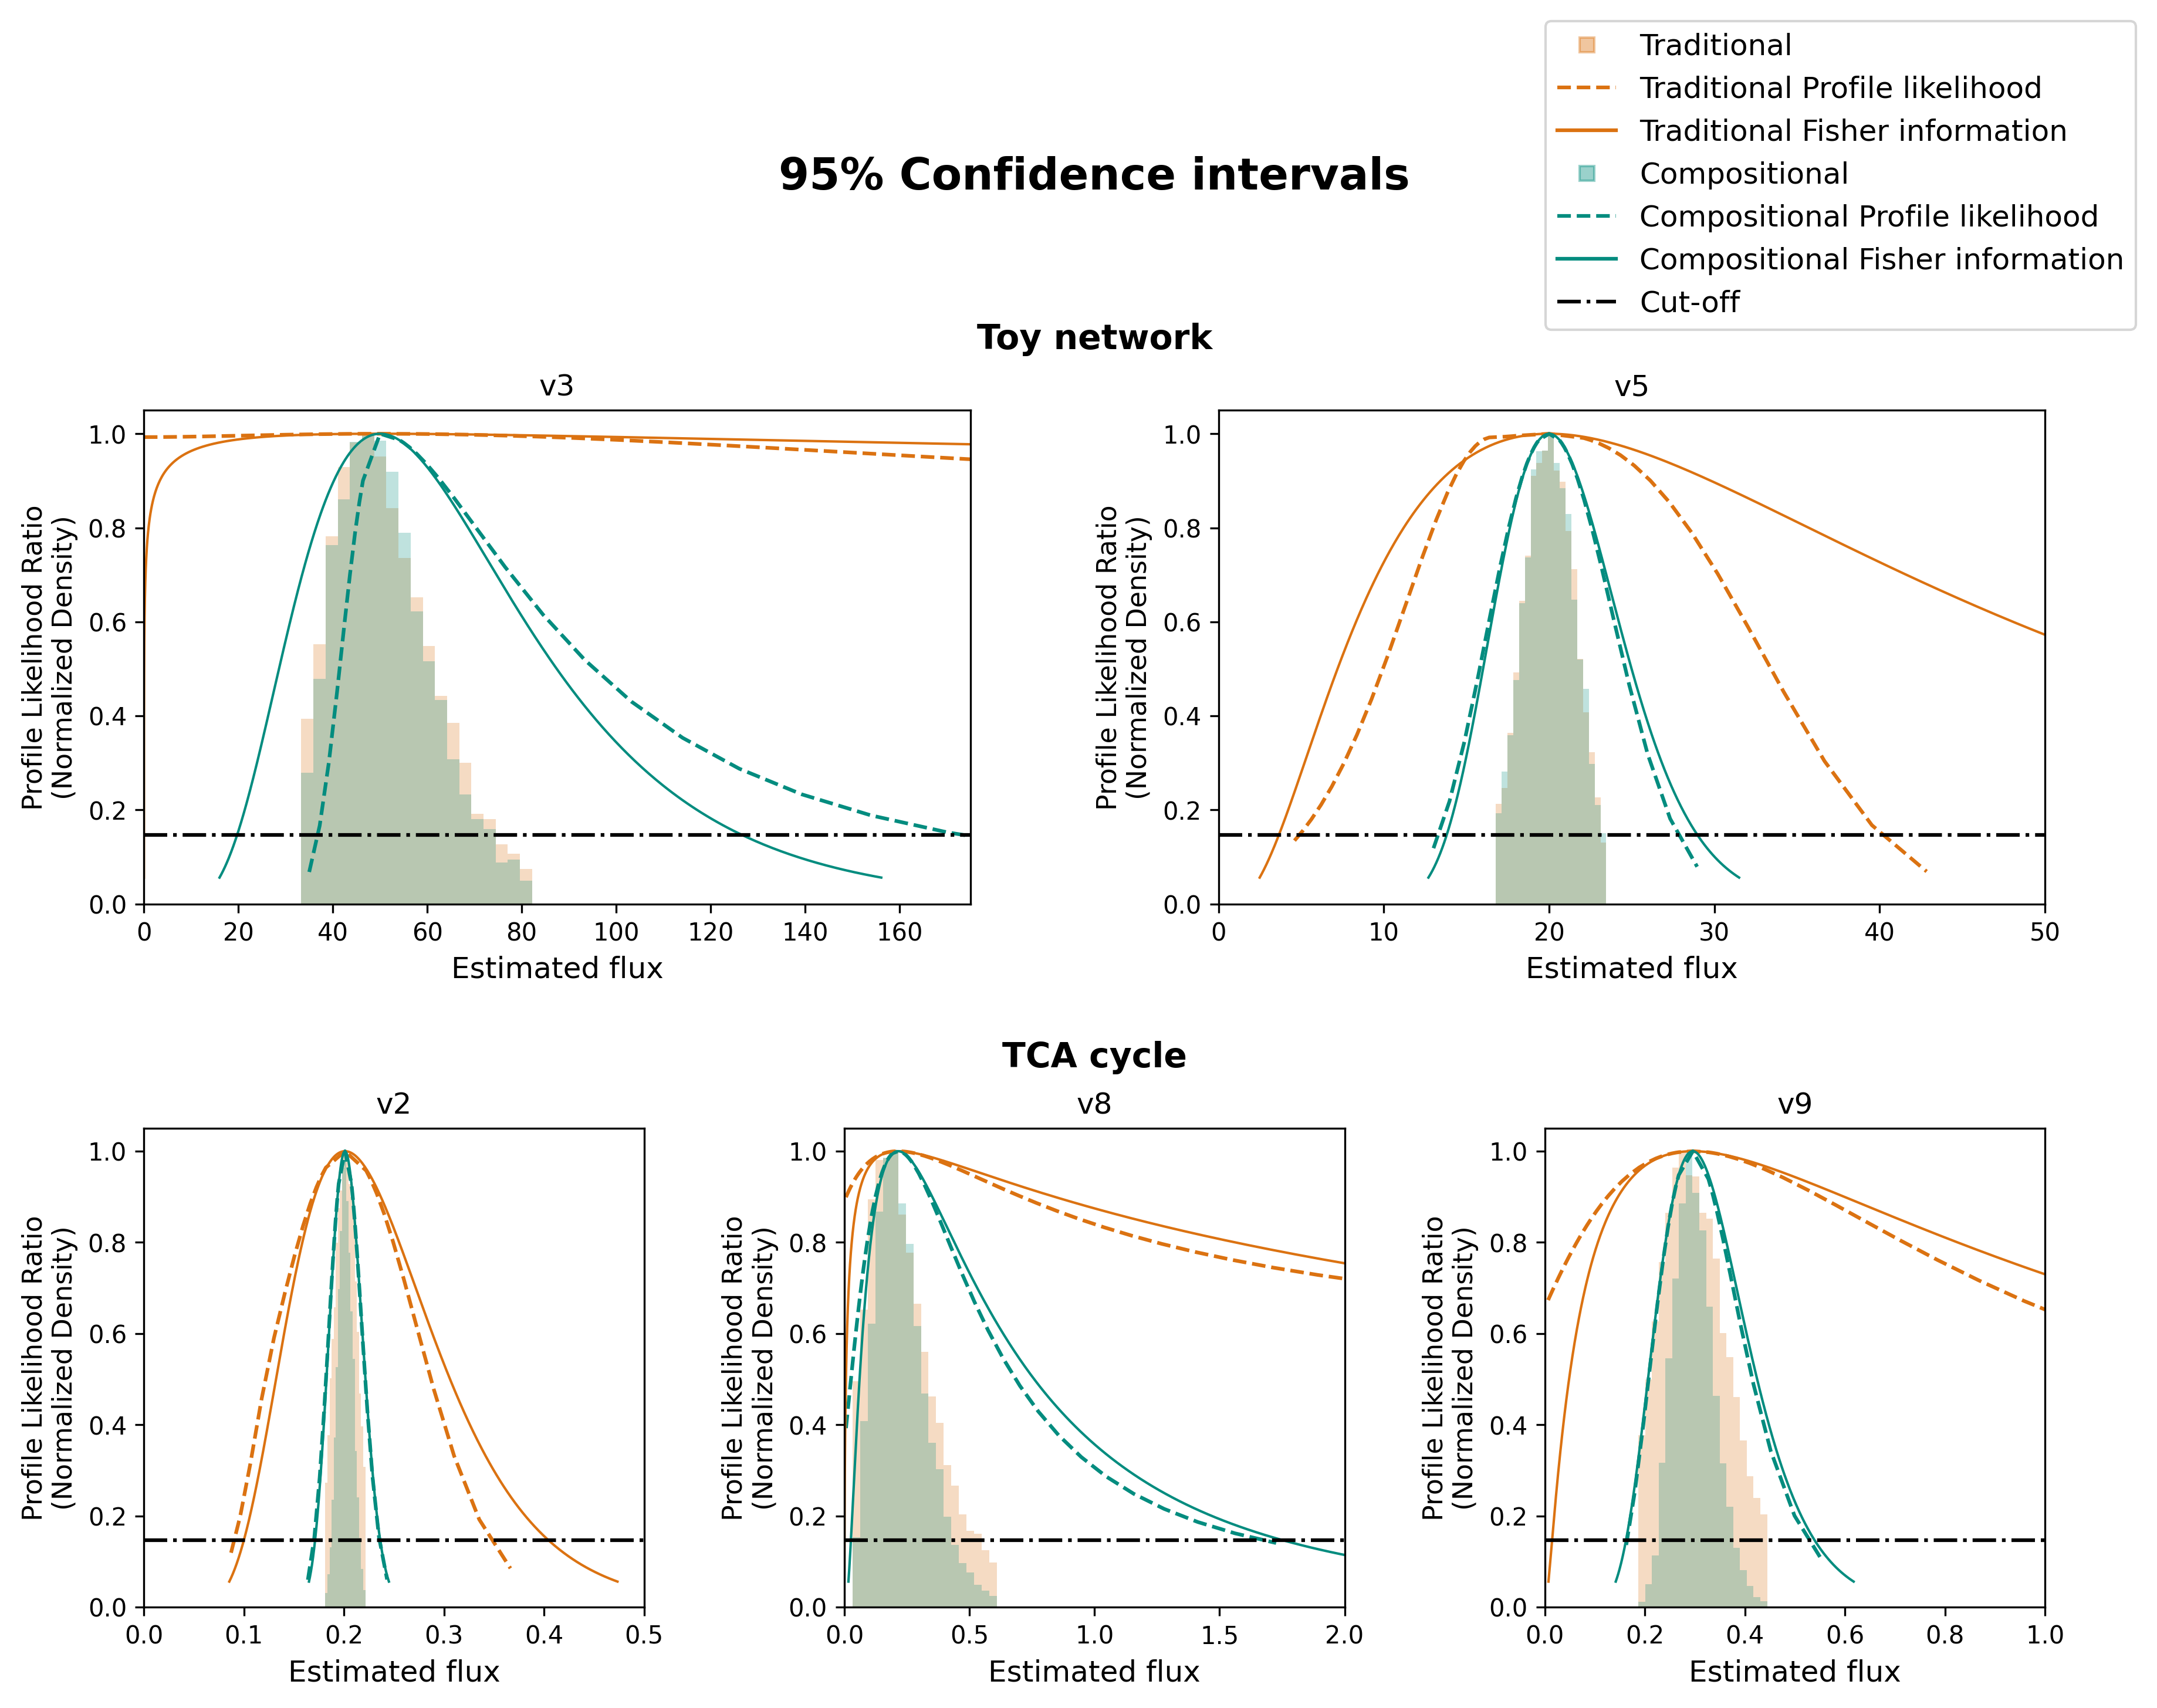 Traditional
Traditional Profile likelihood
Traditional Fisher information
Compositional
Compositional Profile likelihood
Compositional Fisher information
Cut-off
95% Confidence intervals
Toy network
v3
Profile Likelihood Ratio
(Normalized Density)
1.0
0.8
0.6
0.4
0.2
0.0
0 20 40 60 80 100 120 140 160
Estimated flux
v5
Profile Likelihood Ratio
(Normalized Density)
1.0
0.8
0.6
0.4
0.2
0.0
0 10 20 30 40 50
Estimated flux
TCA cycle
v2
Profile Likelihood Ratio
(Normalized Density)
1.0
0.8
0.6
0.4
0.2
0.0
0.0 0.1 0.2 0.3 0.4 0.5
Estimated flux
v8
Profile Likelihood Ratio
(Normalized Density)
1.0
0.8
0.6
0.4
0.2
0.0
0.0 0.5 1.0 1.5 2.0
Estimated flux
v9
Profile Likelihood Ratio
(Normalized Density)
1.0
0.8
0.6
0.4
0.2
0.0
0.0 0.2 0.4 0.6 0.8 1.0
Estimated flux